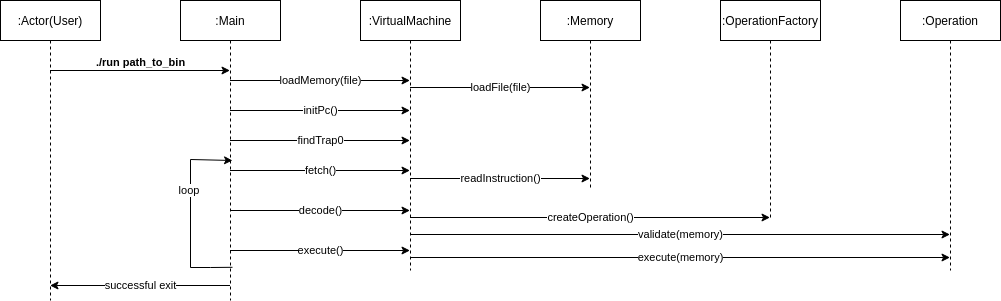 :Actor(User)
:Main
:VirtualMachine
:Memory
:OperationFactory
:Operation
./run path_to_bin
loadMemory(file)
loadFile(file)
initPc()
findTrap0
fetch()
readInstruction()
loop
decode()
createOperation()
validate(memory)
execute()
execute(memory)
successful exit